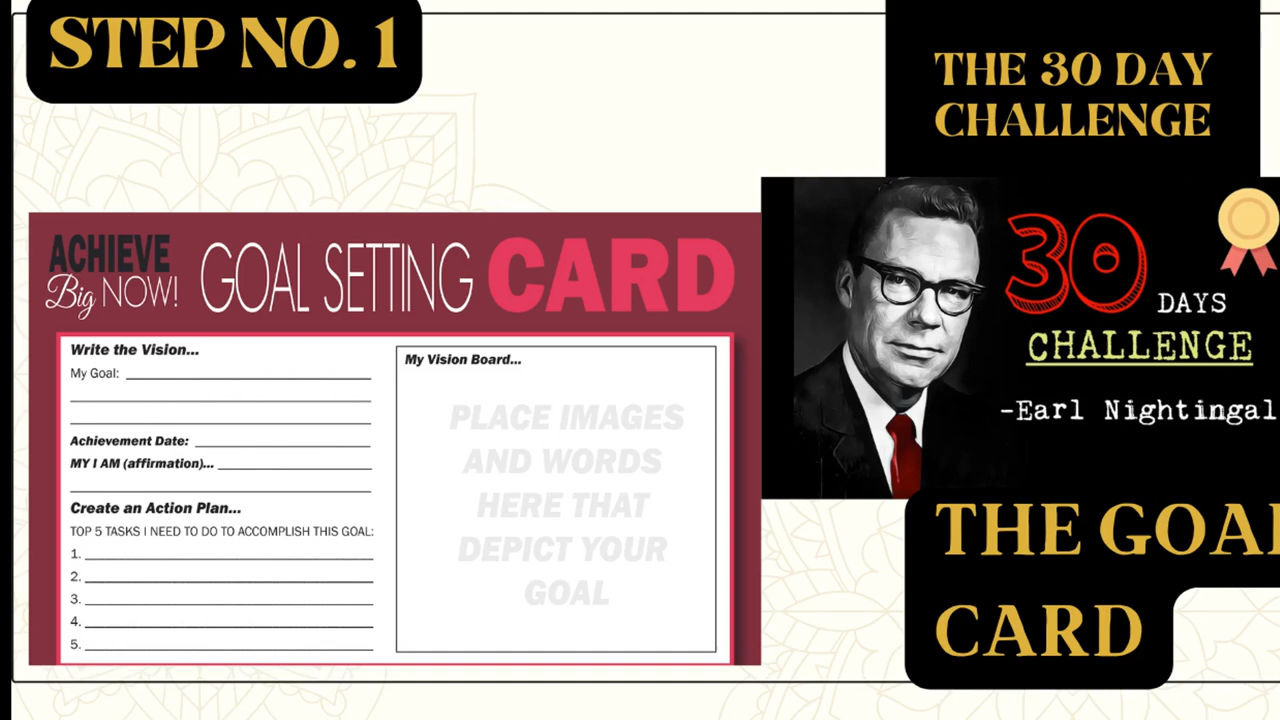 STEP NO. 1
THE 30 DAY
CHALLENGE
ACHIEVE
Big NOW!
GOAL SETTING CARD
Write the Vision...
My Goal:
Achievement Date:
MY I AM (affirmation)...
Create an Action Plan...
TOP 5 TASKS I NEED TO DO TO ACCOMPLISH THIS GOAL:
1.
2.
3.
4.
5.
My Vision Board...
PLACE IMAGES
AND WORDS
HERE THAT
DEPICT YOUR
GOAL
30 DAYS
CHALLENGE
-Earl Nightingal
THE GOAL
CARD